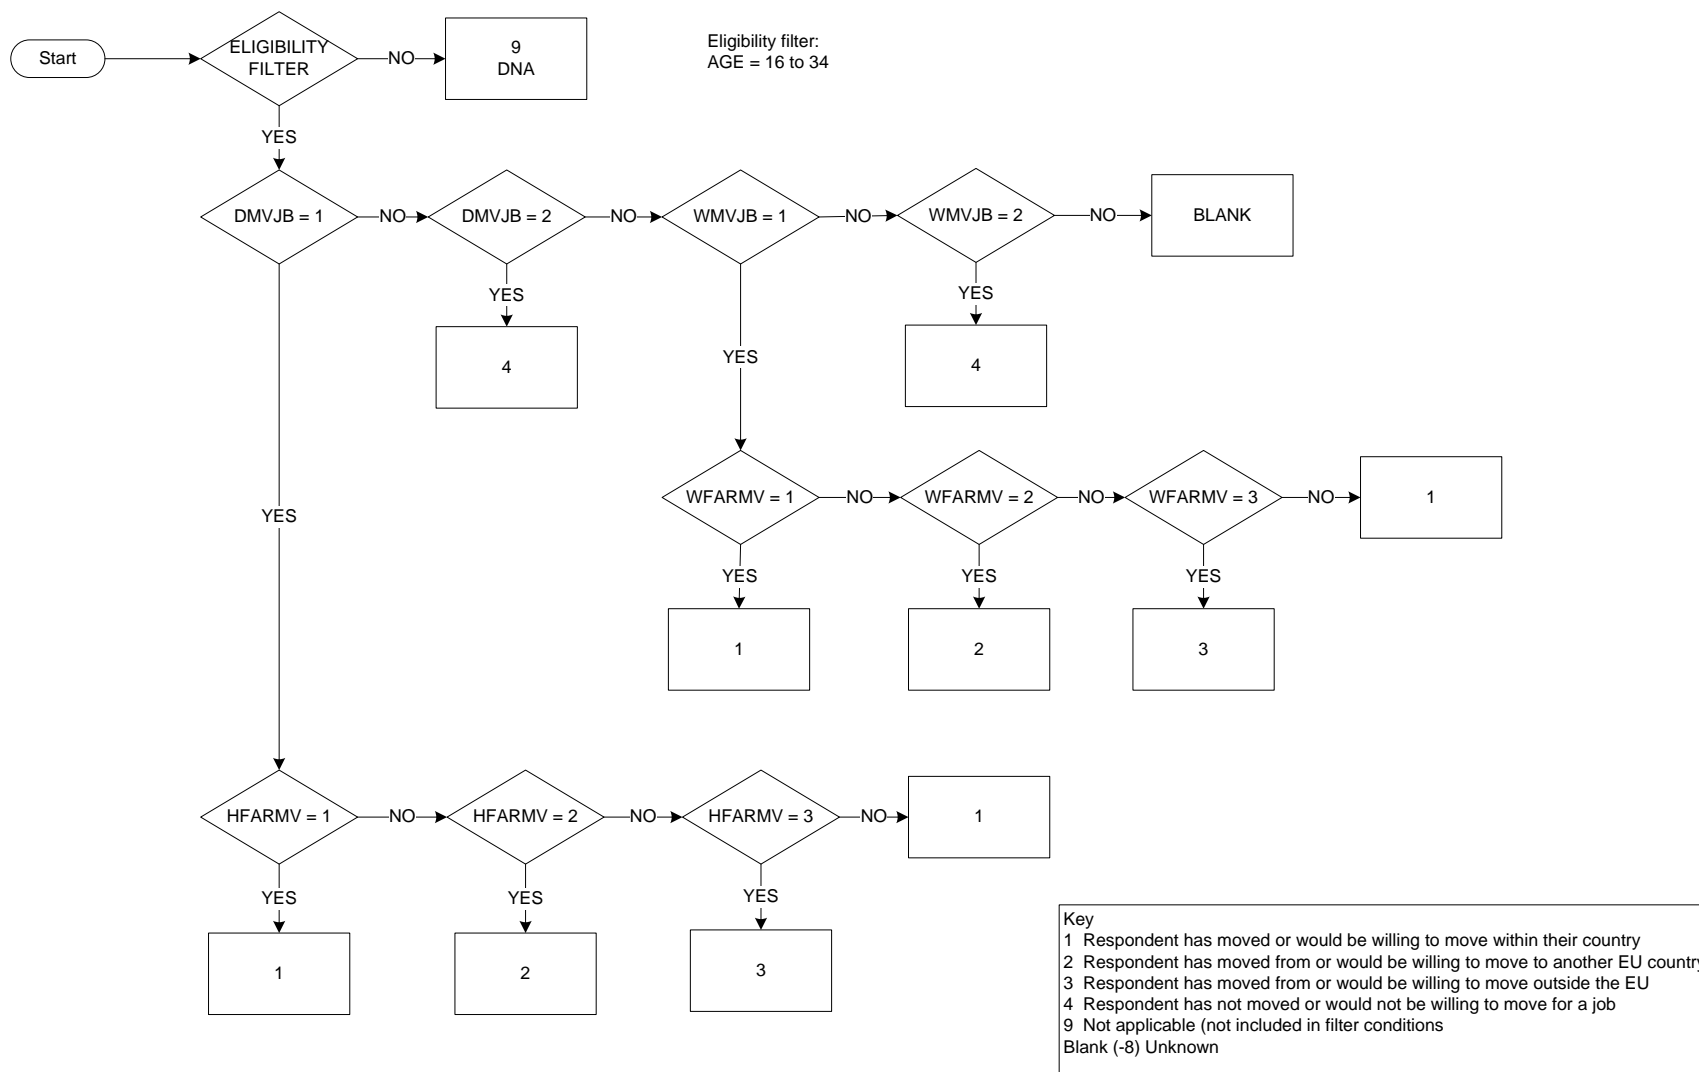 Start
ELIGIBILITY
FILTER
NO
9
DNA
Eligibility filter:
AGE = 16 to 34
YES
DMVJB = 1
NO
DMVJB = 2
NO
WMVJB = 1
NO
WMVJB = 2
NO
BLANK
YES
4
YES
4
YES
WFARMV = 1
NO
WFARMV = 2
NO
WFARMV = 3
NO
1
YES
YES
YES
YES
1
2
3
HFARMV = 1
NO
HFARMV = 2
NO
HFARMV = 3
NO
1
YES
YES
YES
1
2
3
Key
1 Respondent has moved or would be willing to move within their country
2 Respondent has moved from or would be willing to move to another EU country
3 Respondent has moved from or would be willing to move outside the EU
4 Respondent has not moved or would not be willing to move for a job
9 Not applicable (not included in filter conditions
Blank (-8) Unknown